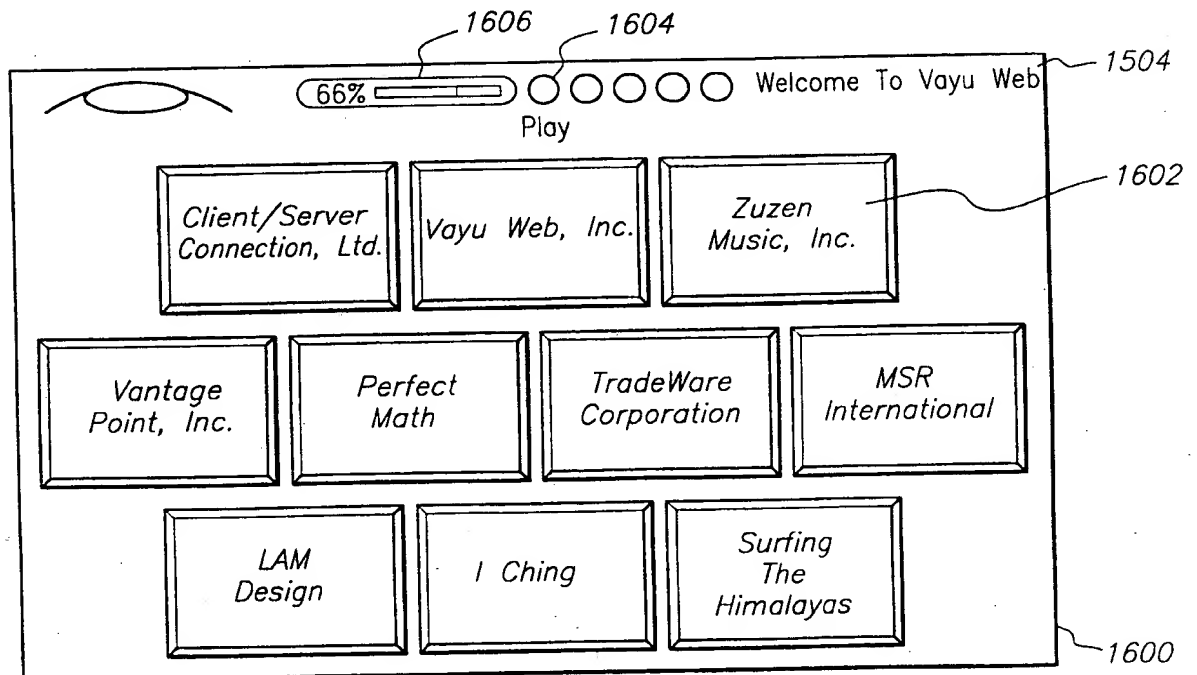 1606
1604
66%
Welcome To Vayu Web
1504
Play
1602
Client/Server
Connection, Ltd.
Vayu Web, Inc.
Zuzen
Music, Inc.
Vantage
Point, Inc.
Perfect
Math
TradeWare
Corporation
MSR
International
LAM
Design
I Ching
Surfing
The
Himalayas
1600